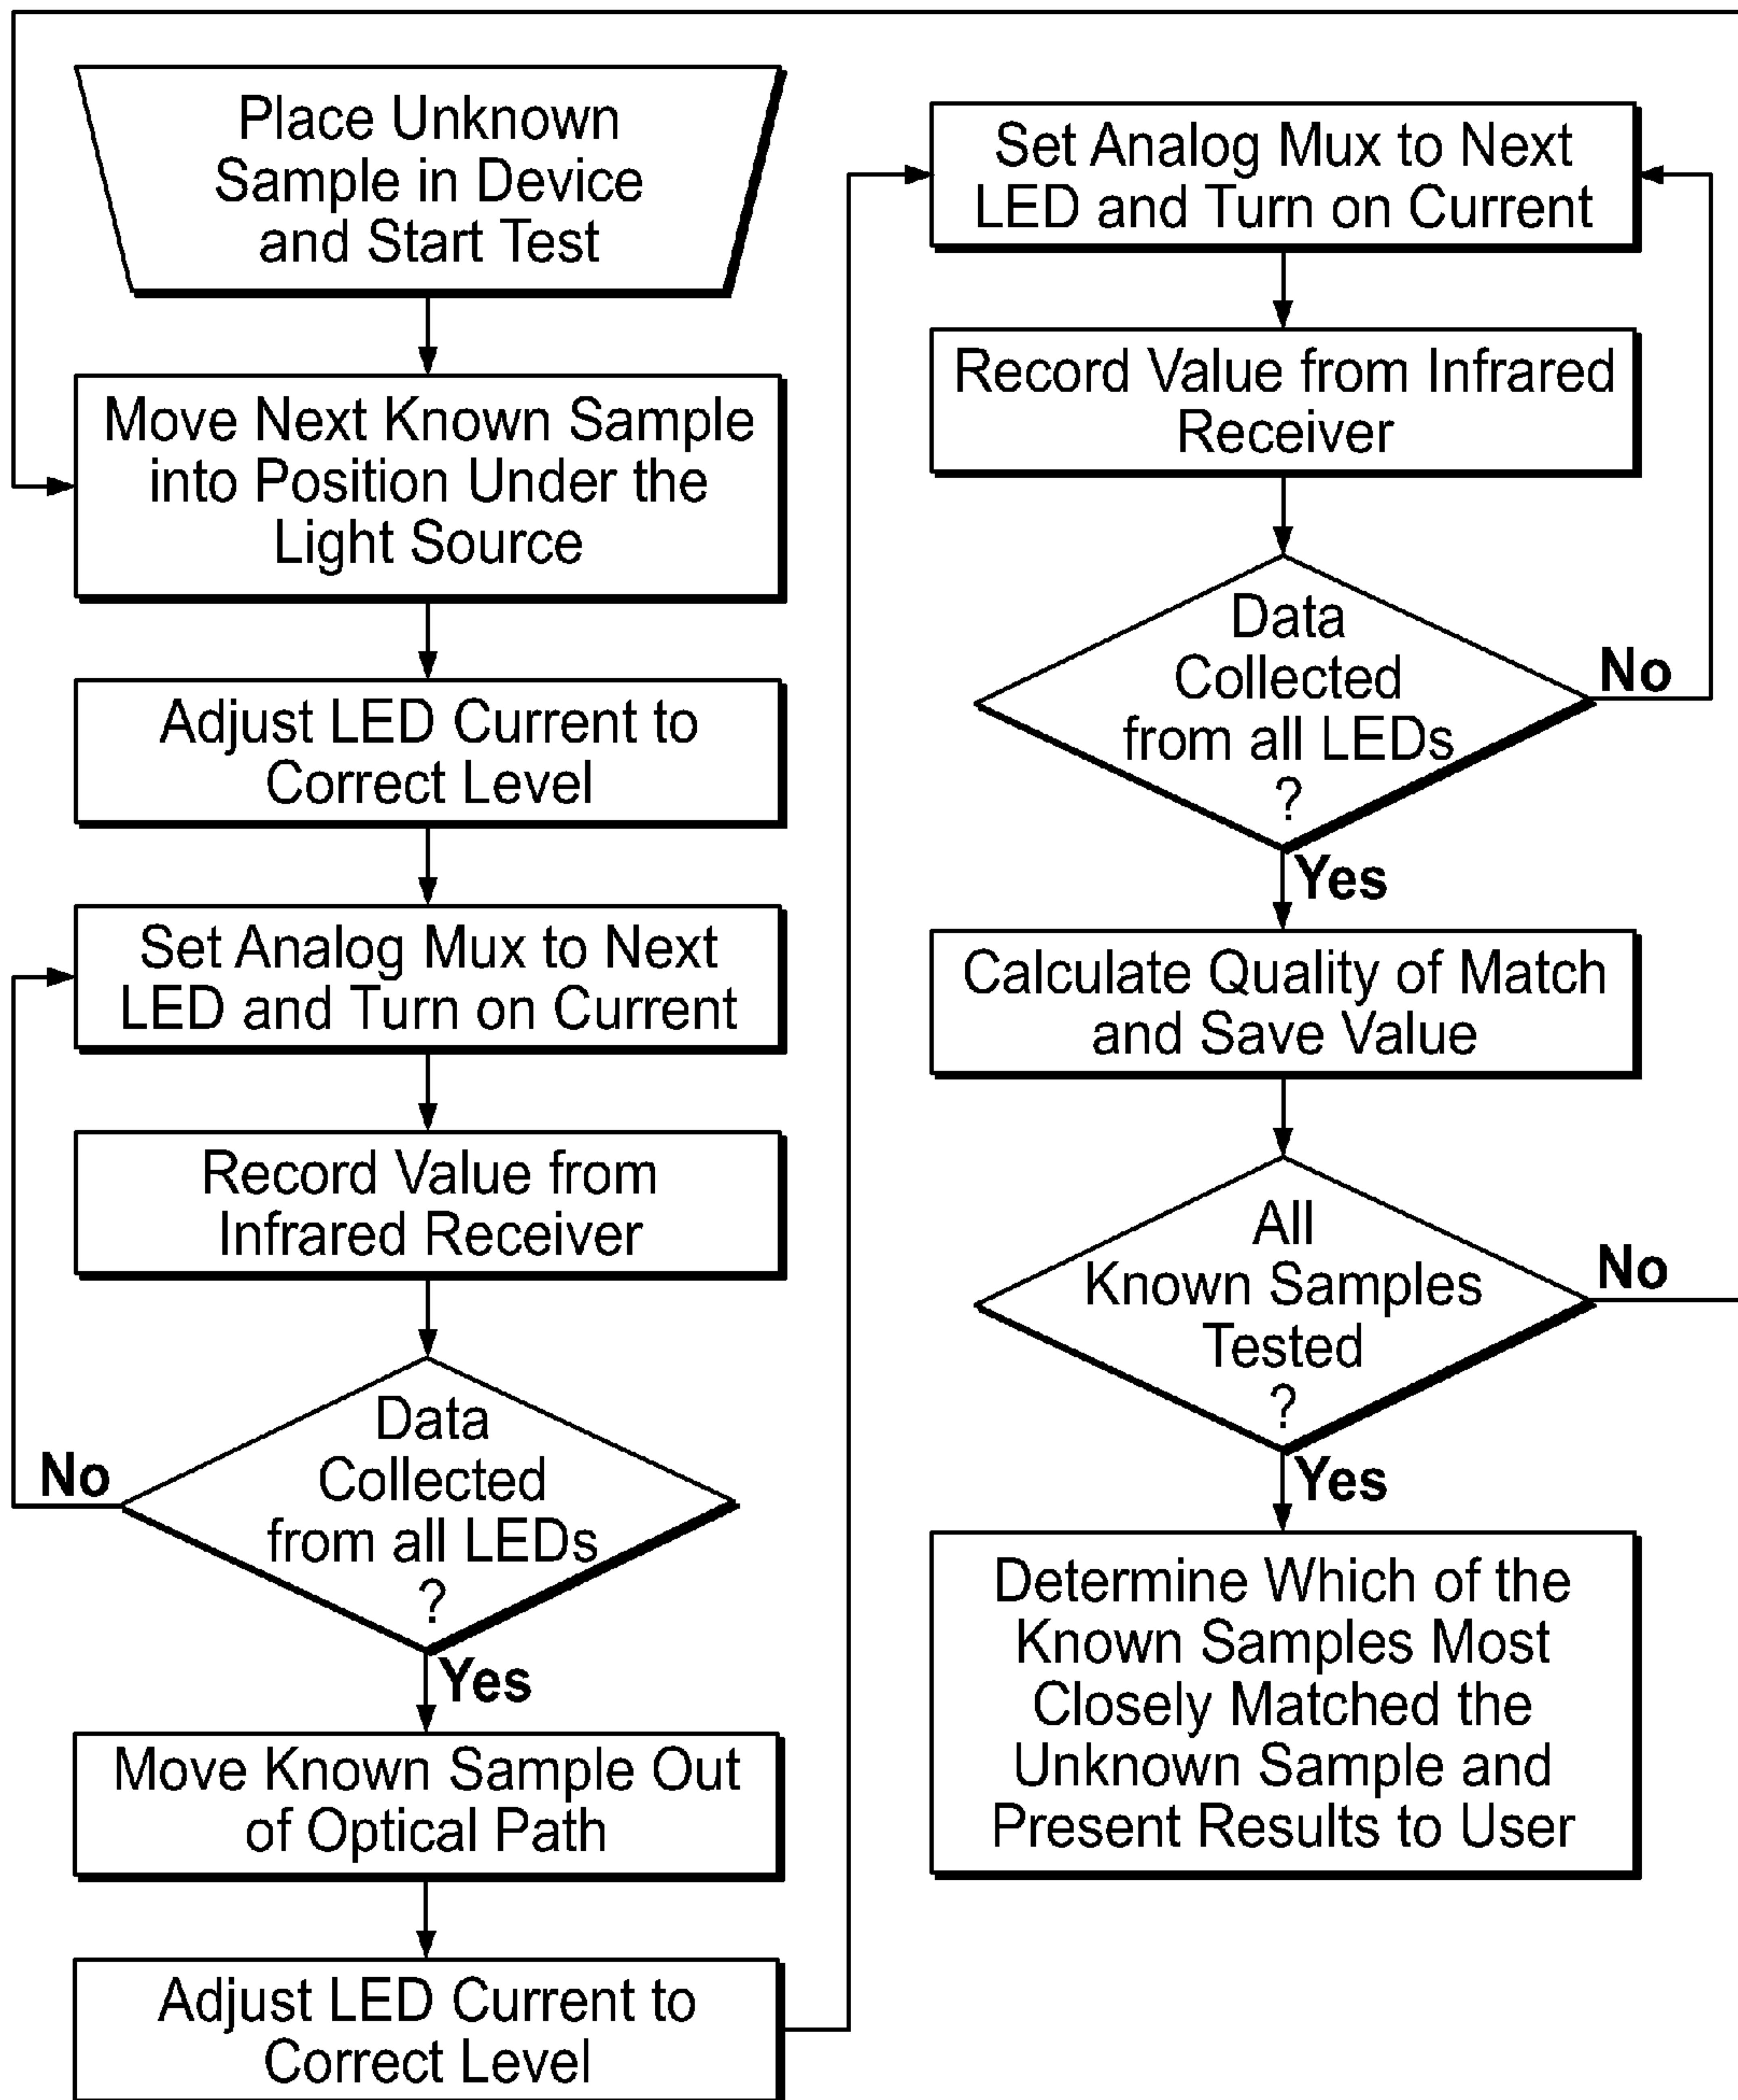 Place Unknown
Sample in Device
and Start Test
Move Next Known Sample
into Position Under the
Light Source
Adjust LED Current to
Correct Level
Set Analog Mux to Next
LED and Turn on Current
Record Value from
Infrared Receiver
Data
Collected
from all LEDs
?
No
Yes
Move Known Sample Out
of Optical Path
Adjust LED Current to
Correct Level
Set Analog Mux to Next
LED and Turn on Current
Record Value from Infrared
Receiver
Data
Collected
from all LEDs
?
No
Yes
Calculate Quality of Match
and Save Value
All
Known Samples
Tested
?
No
Yes
Determine Which of the
Known Samples Most
Closely Matched the
Unknown Sample and
Present Results to User